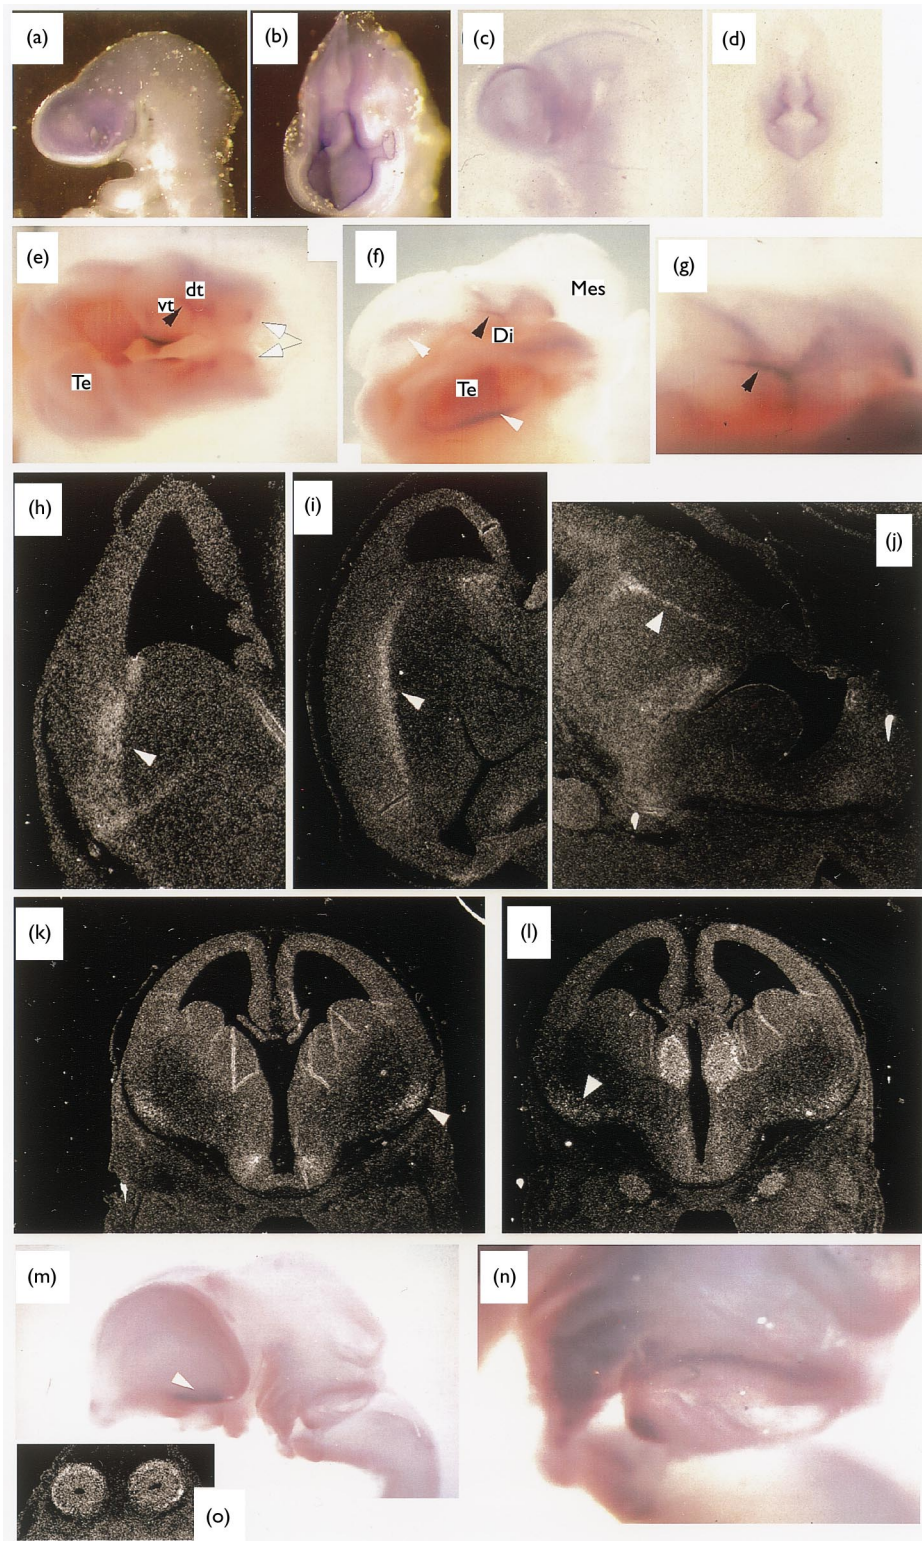 (a)
(b)
(c)
(d)
(e)
dt
vt
Te
(f)
Mes
Di
Te
(g)
(h)
(i)
(j)
(k)
(l)
(m)
(n)
(o)